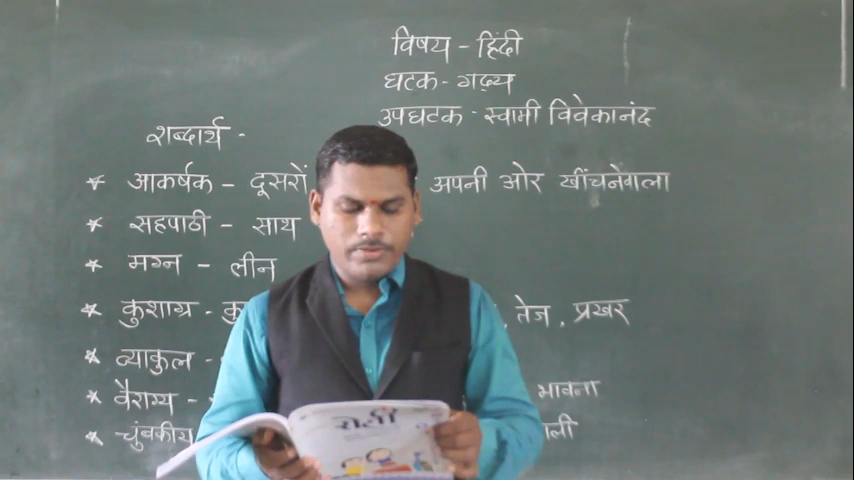 विषय - हिंदी
घटक - गद्य
उपघटक - स्वामी विवेकानंद
शब्दार्थ -
* आकर्षक - दूसरों अपनी ओर खींचनेवाला
* सहपाठी - साथ
* मग्न - लीन
* कुशाग्र - कु , तेज , प्रखर
* व्याकुल -
* वैराग्य - भावना
* चुंबकीय